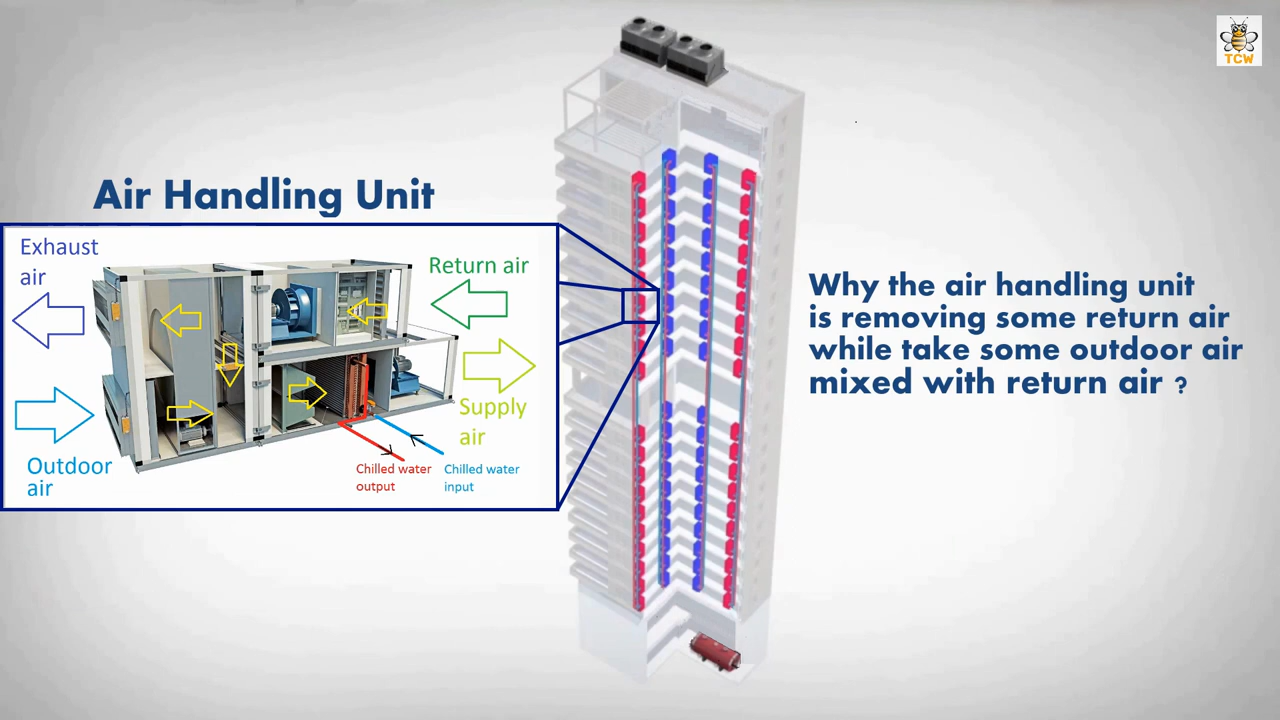 TCW
Air Handling Unit
Exhaust
air
Return air
Supply
air
Outdoor
air
Chilled water
output
Chilled water
input
Why the air handling unit
is removing some return air
while take some outdoor air
mixed with return air ?